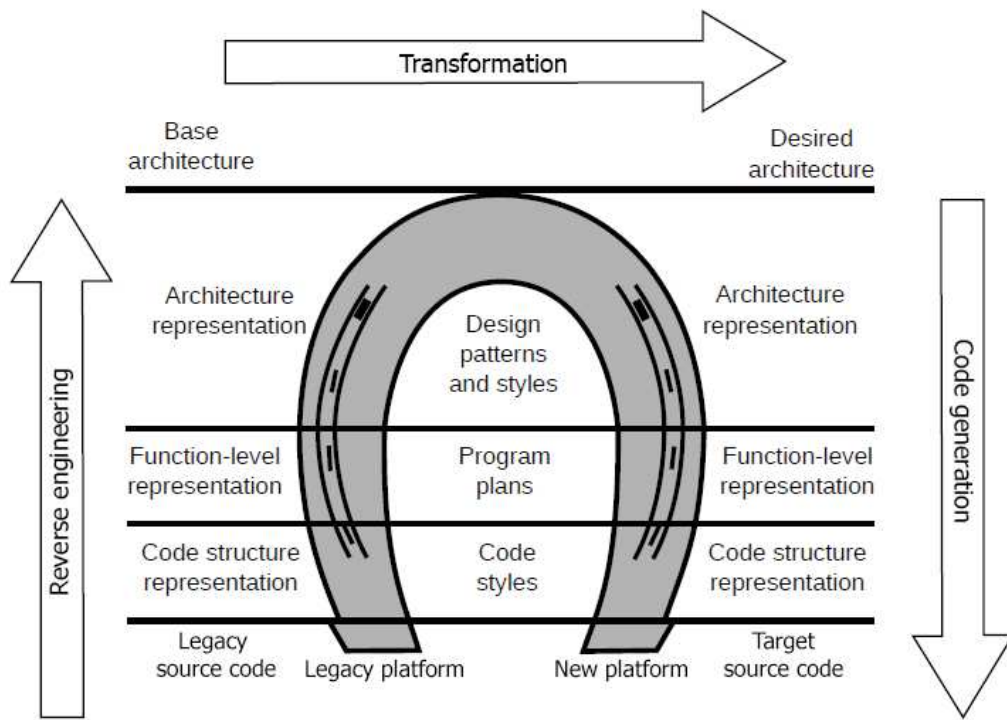 Transformation
Base
architecture
Desired
architecture
Reverse engineering
Architecture
representation
Design
patterns
and styles
Architecture
representation
Code generation
Function-level
representation
Program
plans
Function-level
representation
Code structure
representation
Code
styles
Code structure
representation
Legacy
source code
Legacy platform
New platform
Target
source code